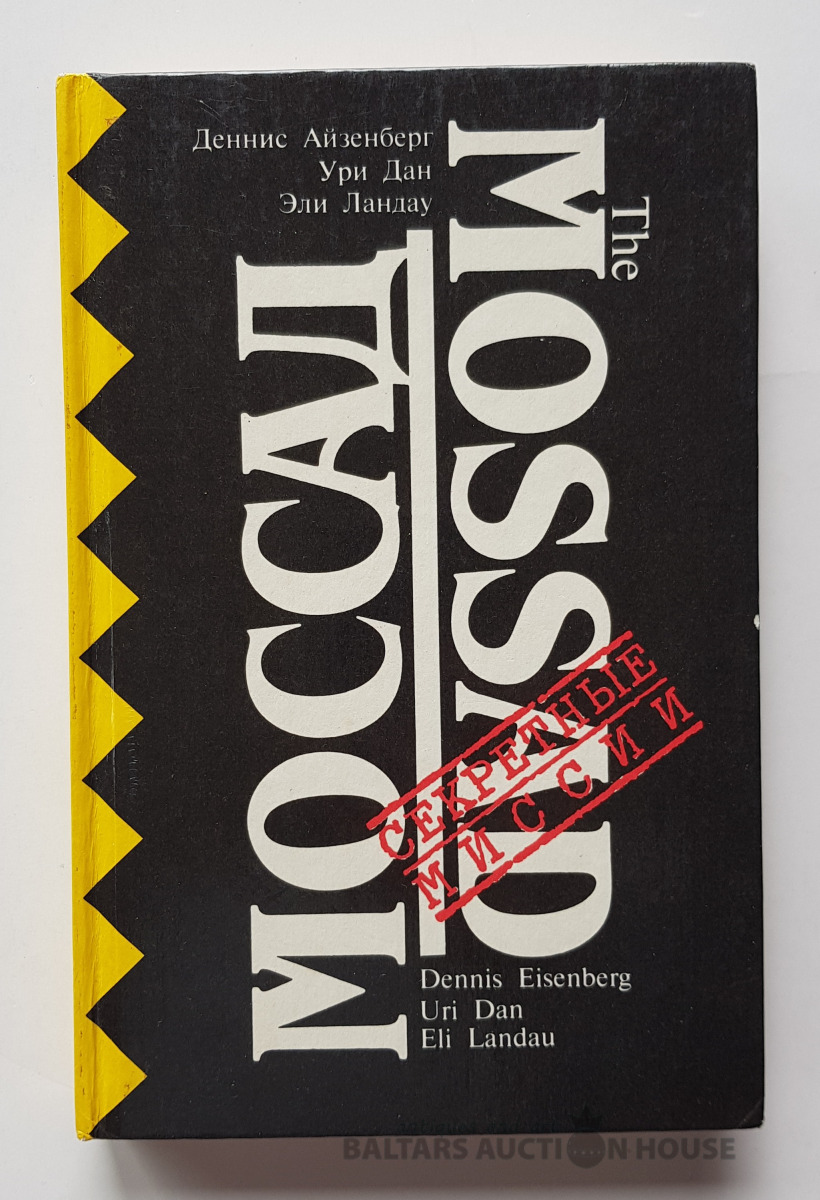 Деннис Айзенберг
Ури Дан
Эли Ландау
The
MOSSAD
МОССАД
СЕКРЕТНЫЕ
МИССИИ
Dennis Eisenberg
Uri Dan
Eli Landau
BALTARS AUCTION HOUSE